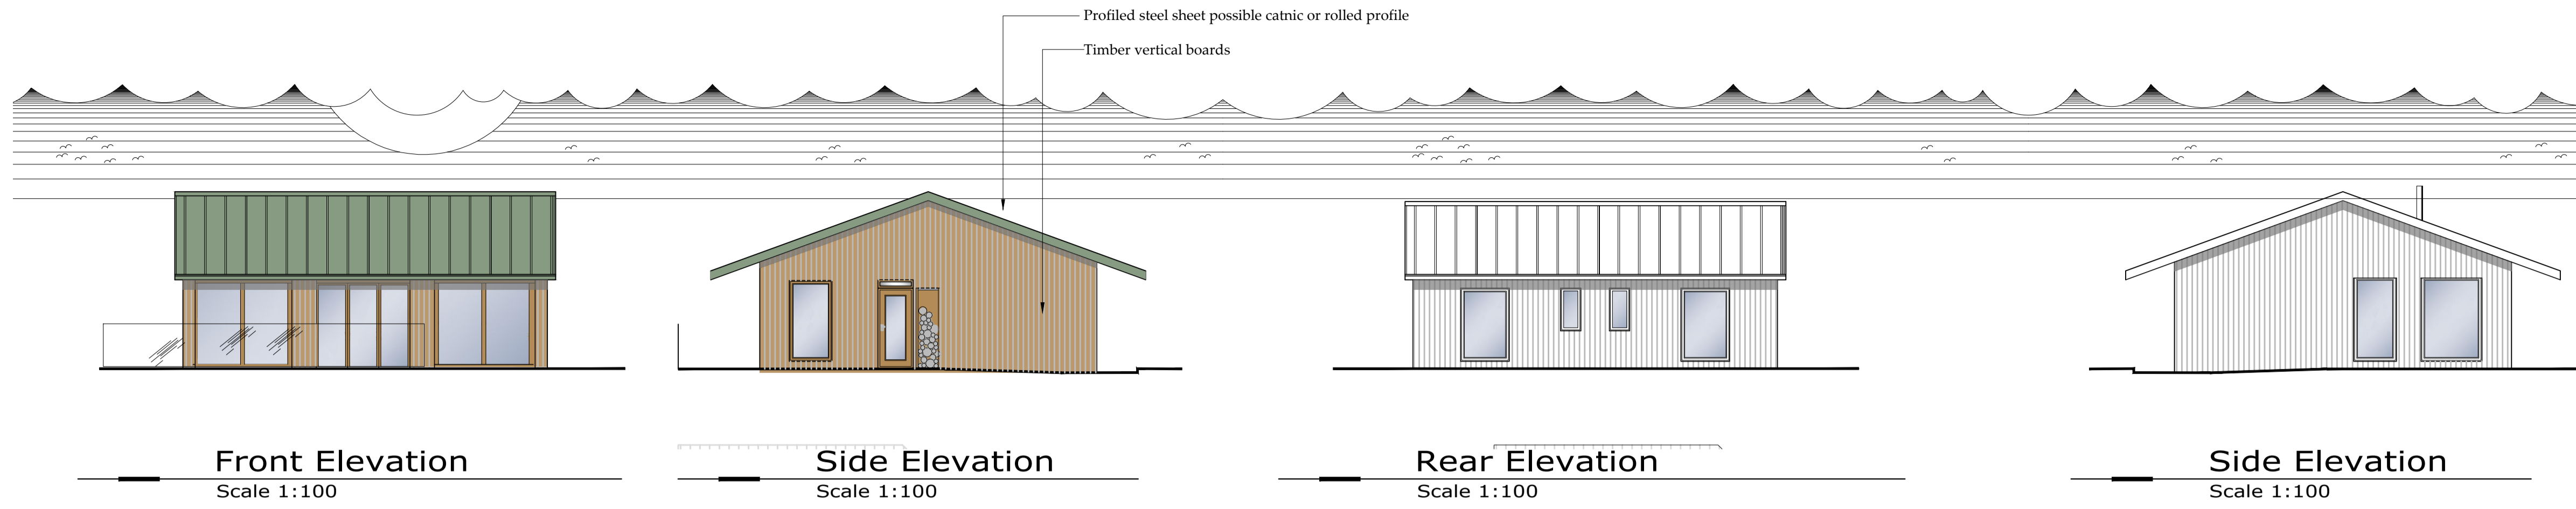 Profiled steel sheet possible catnic or rolled profile
Timber vertical boards
Front Elevation
Scale 1:100
Side Elevation
Scale 1:100
Rear Elevation
Scale 1:100
Side Elevation
Scale 1:100